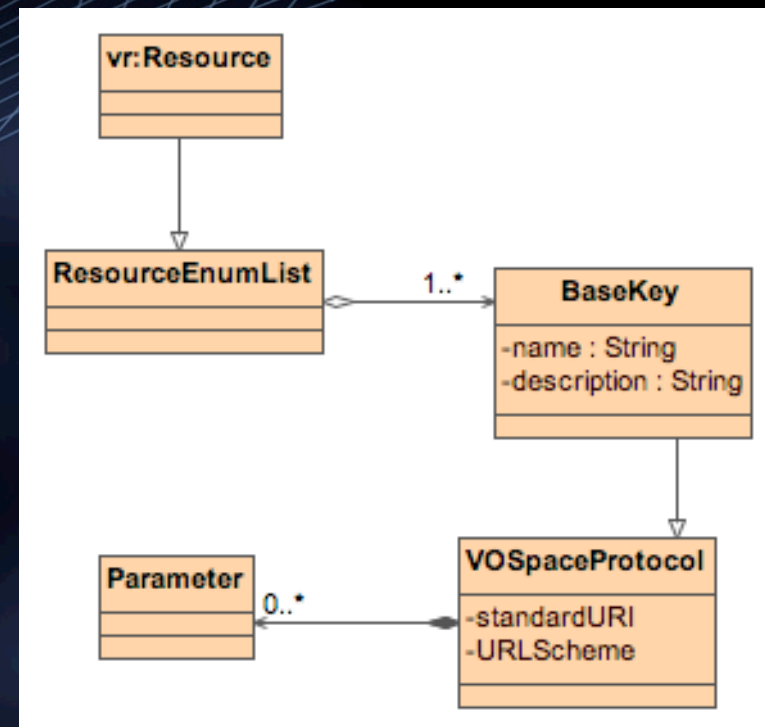 vr:Resource
ResourceEnumList
1..*
BaseKey
-name : String
-description : String
VOSpaceProtocol
-standardURI
-URLScheme
Parameter
0..*